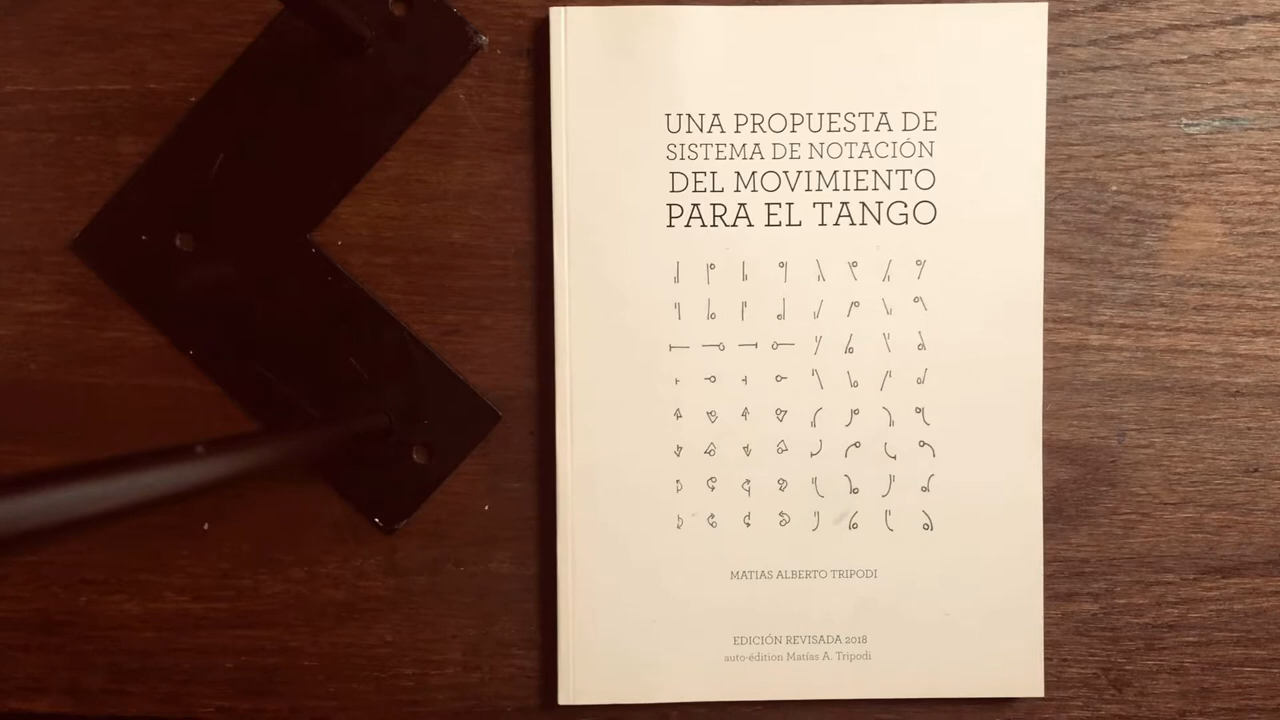 UNA PROPUESTA DE
SISTEMA DE NOTACIÓN
DEL MOVIMIENTO
PARA EL TANGO
MATIAS ALBERTO TRIPODI
EDICIÓN REVISADA 2018
auto-édition Matías A. Tripodi